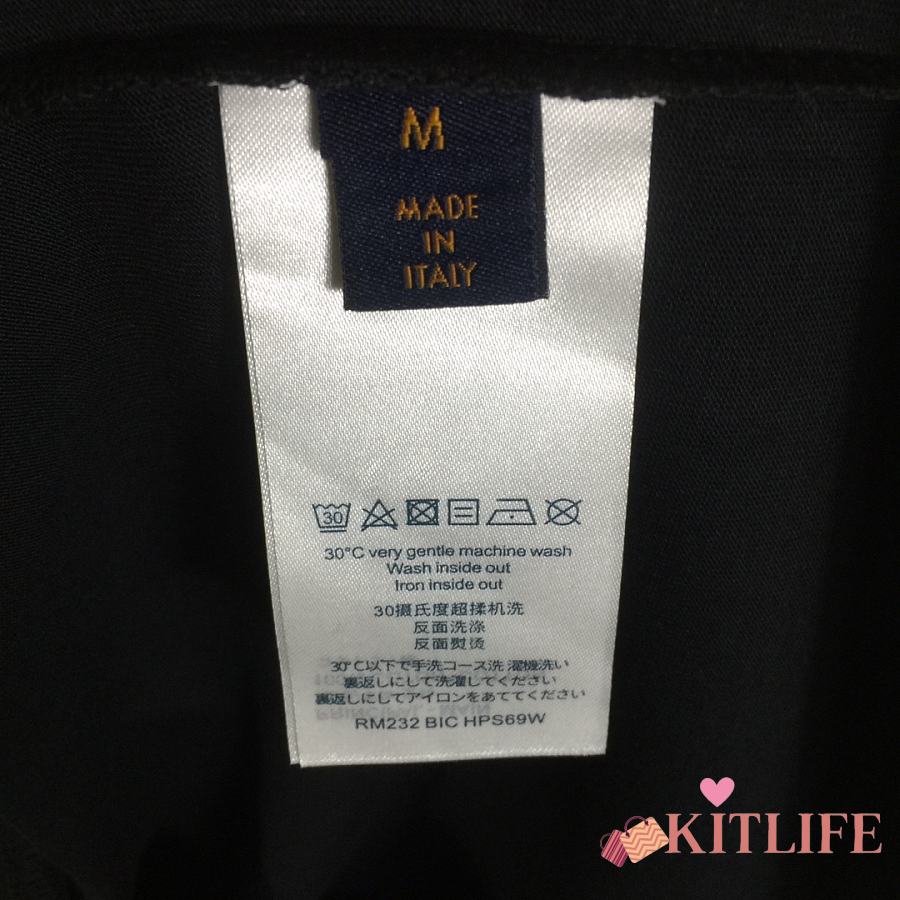 M
MADE
IN
ITALY
30
30°C very gentle machine wash
Wash inside out
Iron inside out
30摄氏度超揉机洗
反面洗涤
反面熨烫
30°C以下で手洗コース洗 濯機洗い
裏返しにして洗濯してください
裏返しにしてアイロンをあててください
RM232 BIC HPS69W
KITLIFE